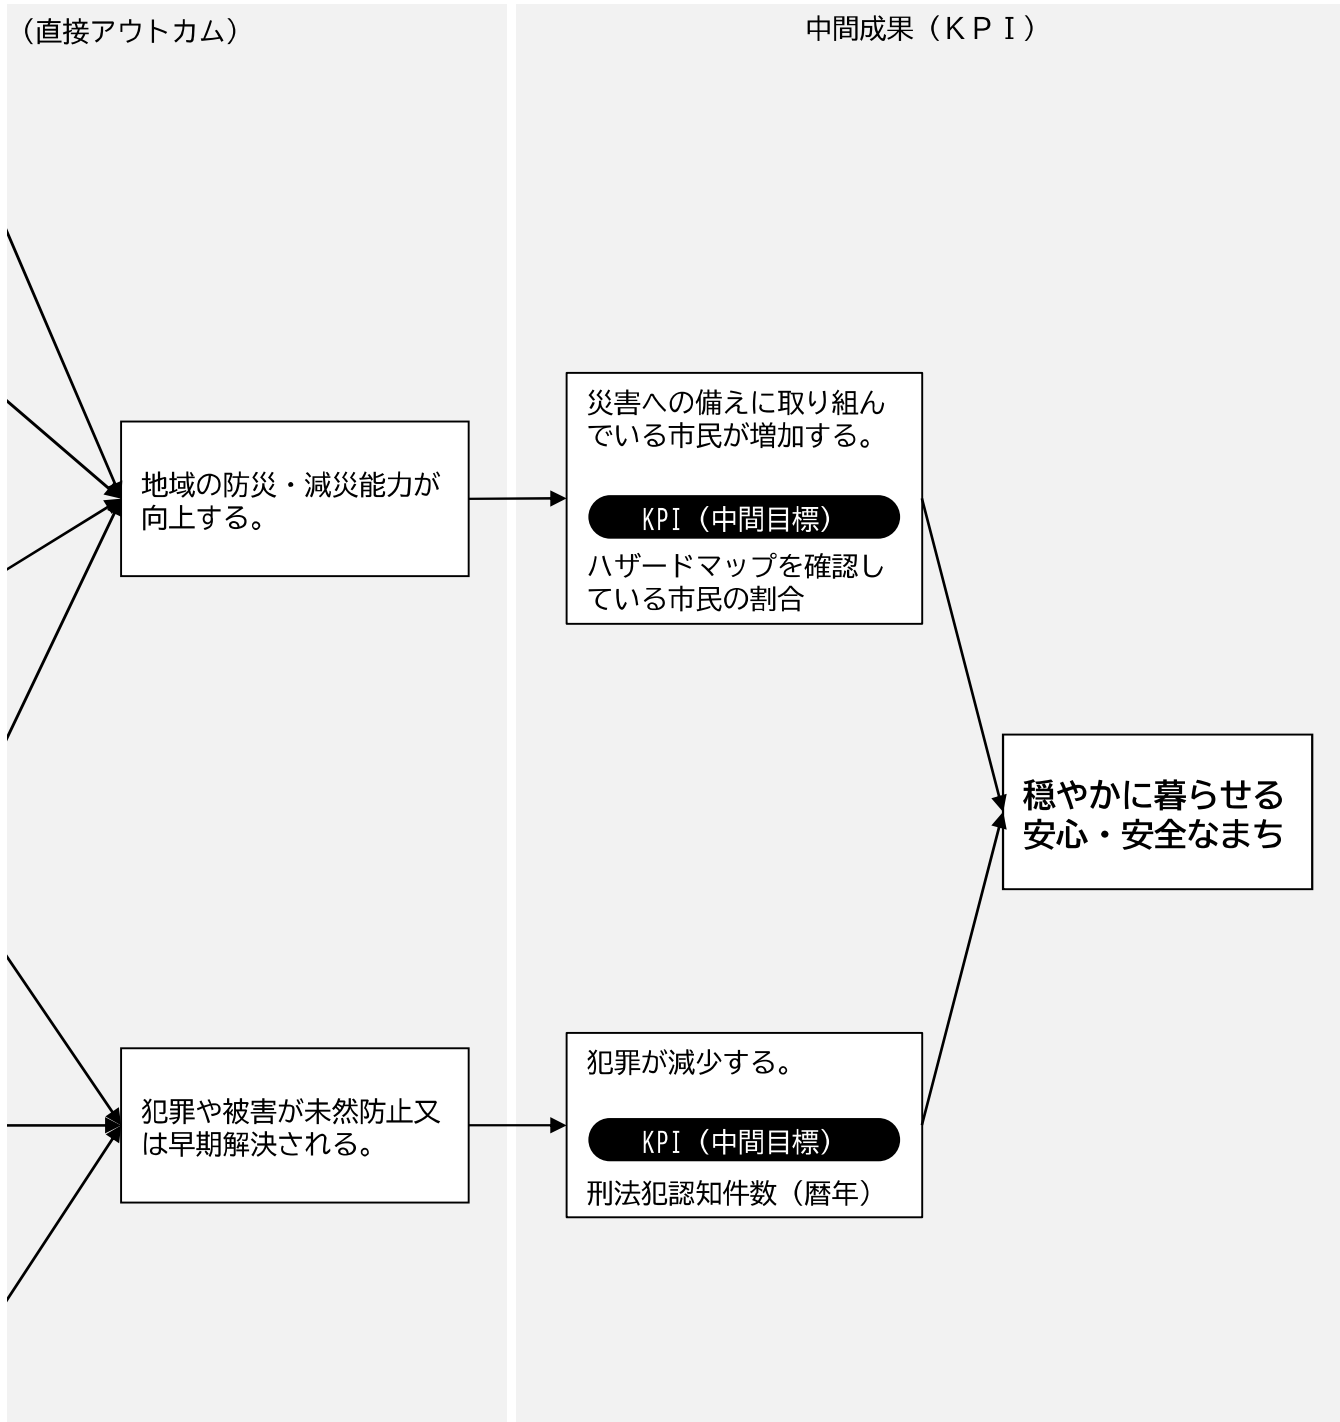 （直接アウトカム）
中間成果（ＫＰＩ）
地域の防災・減災能力が
向上する。
災害への備えに取り組ん
でいる市民が増加する。
KPI（中間目標）
ハザードマップを確認し
ている市民の割合
穏やかに暮らせる
安心・安全なまち
犯罪や被害が未然防止又
は早期解決される。
犯罪が減少する。
KPI（中間目標）
刑法犯認知件数（暦年）